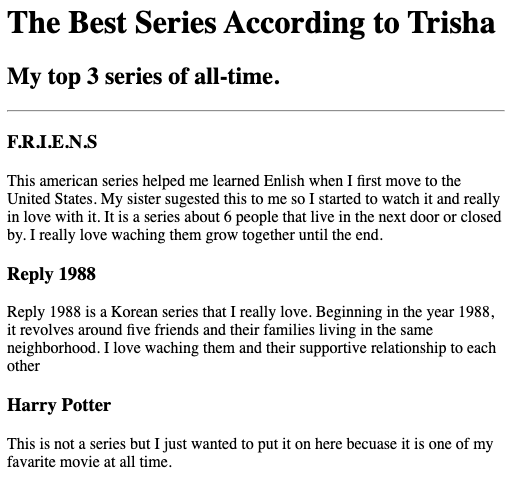 The Best Series According to Trisha
My top 3 series of all-time.
F.R.I.E.N.S
This american series helped me learned Enlish when I first move to the
United States. My sister sugested this to me so I started to watch it and really
in love with it. It is a series about 6 people that live in the next door or closed
by. I really love waching them grow together until the end.
Reply 1988
Reply 1988 is a Korean series that I really love. Beginning in the year 1988,
it revolves around five friends and their families living in the same
neighborhood. I love waching them and their supportive relationship to each
other
Harry Potter
This is not a series but I just wanted to put it on here becuase it is one of my
favarite movie at all time.